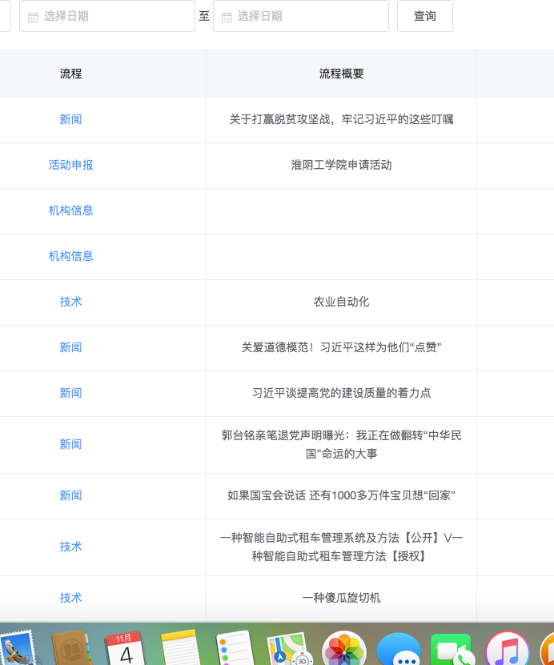 选择日期 至 选择日期 查询
流程 流程概要
新闻 关于打赢脱贫攻坚战，牢记习近平的这些叮嘱
活动申报 淮阴工学院申请活动
机构信息
机构信息
技术 农业自动化
新闻 关爱道德模范！习近平这样为他们“点赞”
新闻 习近平谈提高党的建设质量的着力点
新闻 郭台铭亲笔退党声明曝光：我正在做翻转“中华民
国”命运的大事
新闻 如果国宝会说话 还有1000多万件宝贝想“回家”
技术 一种智能自助式租车管理系统及方法【公开】\/一
种智能自助式租车管理方法【授权】
技术 一种傻瓜旋切机
11月
4